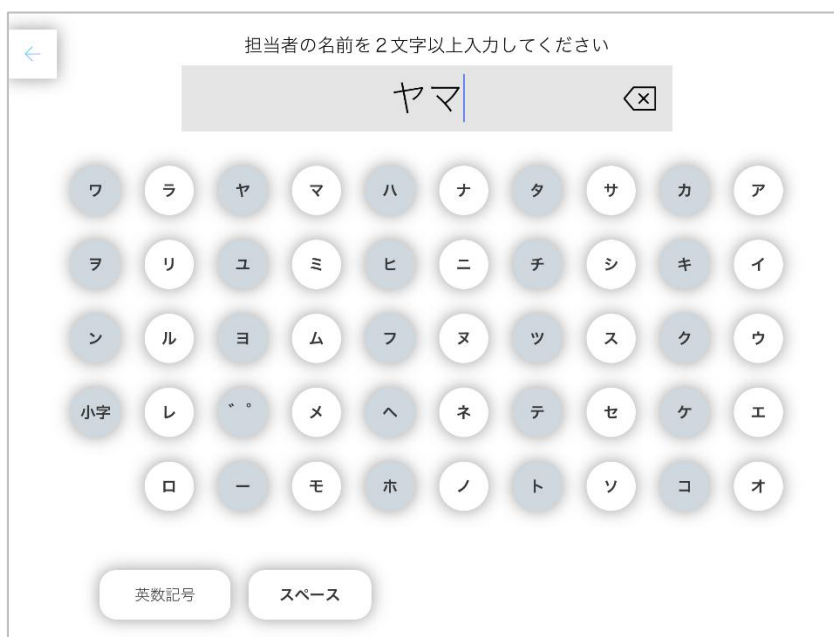 担当者の名前を２文字以上入力してください
ヤマ
ワ ラ ヤ マ ハ ナ タ サ カ ア
ヲ リ ユ ミ ヒ ニ チ シ キ イ
ン ル ヨ ム フ ヌ ツ ス ク ウ
小字 レ ゛゜ メ ヘ ネ テ セ ケ エ
ロ ー モ ホ ノ ト ソ コ オ
英数記号 スペース